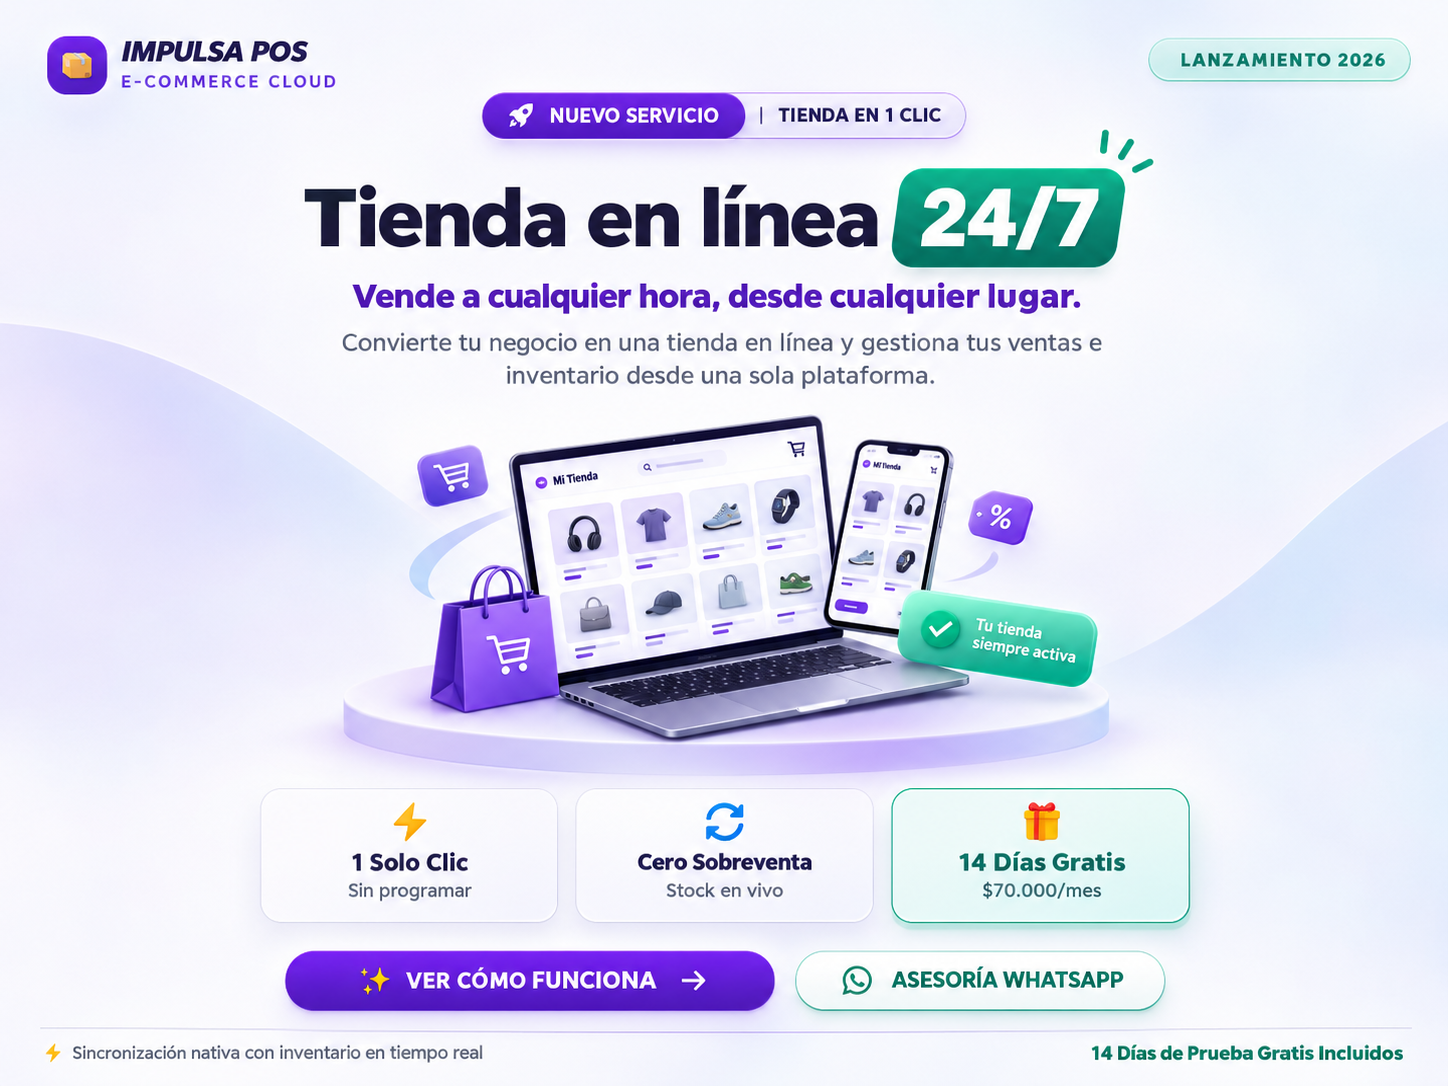 IMPULSA POS
E-COMMERCE CLOUD
LANZAMIENTO 2026
NUEVO SERVICIO | TIENDA EN 1 CLIC
Tienda en línea 24/7
Vende a cualquier hora, desde cualquier lugar.
Convierte tu negocio en una tienda en línea y gestiona tus ventas e
inventario desde una sola plataforma.
Mi Tienda
Mi Tienda
%
Tu tienda
siempre activa
1 Solo Clic
Sin programar
Cero Sobreventa
Stock en vivo
14 Días Gratis
$70.000/mes
VER CÓMO FUNCIONA
ASESORÍA WHATSAPP
Sincronización nativa con inventario en tiempo real
14 Días de Prueba Gratis Incluidos